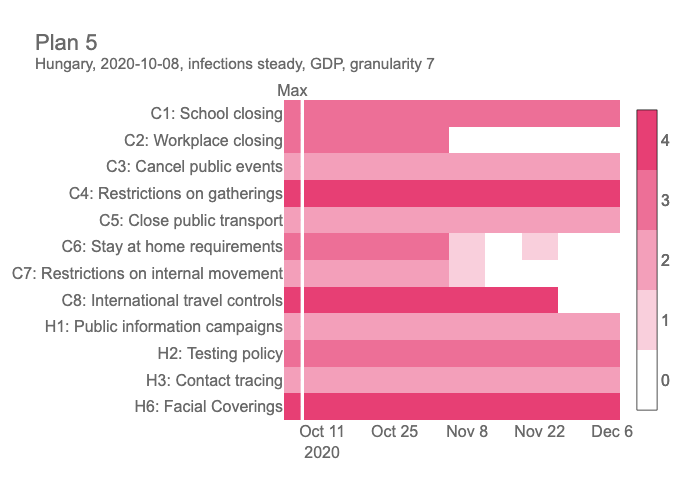 Plan 5
Hungary, 2020-10-08, infections steady, GDP, granularity 7
Max
C1: School closing
C2: Workplace closing
C3: Cancel public events
C4: Restrictions on gatherings
C5: Close public transport
C6: Stay at home requirements
C7: Restrictions on internal movement
C8: International travel controls
H1: Public information campaigns
H2: Testing policy
H3: Contact tracing
H6: Facial Coverings
Oct 11 Oct 25 Nov 8 Nov 22 Dec 6
2020
4
3
2
1
0